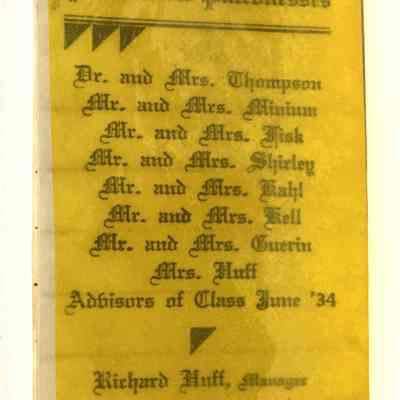 Patronesses
Dr. and Mrs. Thompson
Mr. and Mrs. Minium
Mr. and Mrs. Fisk
Mr. and Mrs. Shirley
Mr. and Mrs. Kahl
Mr. and Mrs. Kell
Mr. and Mrs. Guerin
Mrs. Huff
Advisors of Class June '34
Richard Huff, Manager